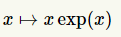 x ↦ x exp(x)